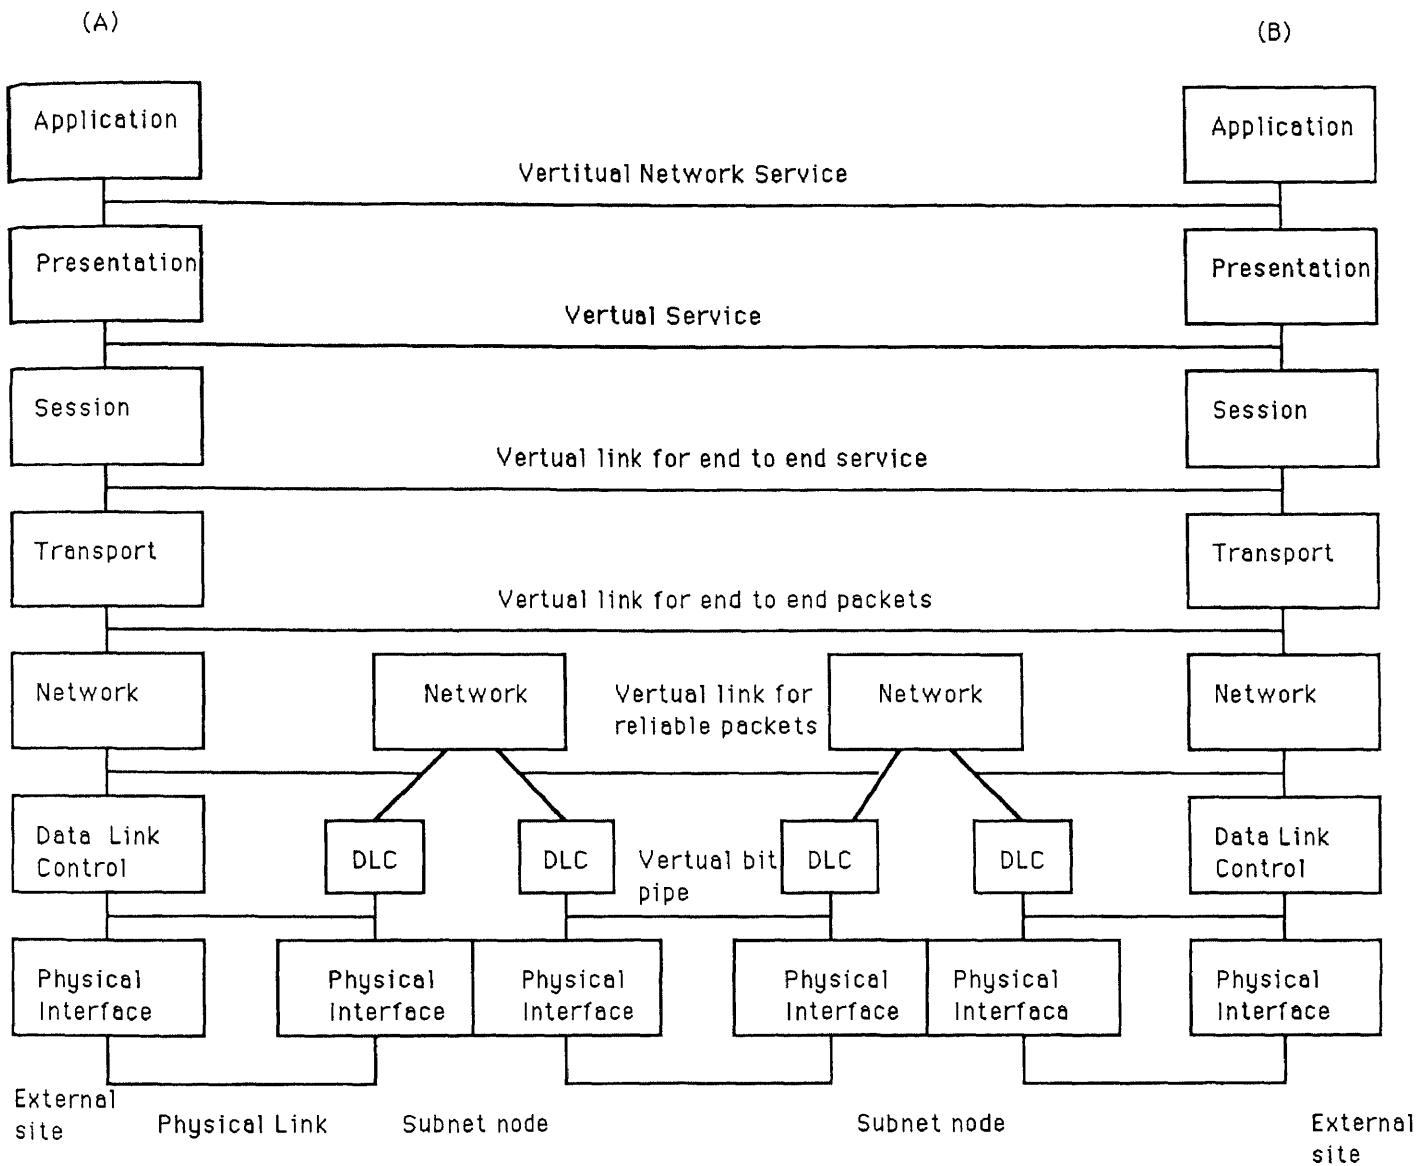 (A)
(B)
Application
Application
Vertitual Network Service
Presentation
Presentation
Vertual Service
Session
Session
Vertual link for end to end service
Transport
Transport
Vertual link for end to end packets
Network
Network
Vertual link for
reliable packets
Network
Network
Data Link
Control
DLC
DLC
Vertual bit
pipe
DLC
DLC
Data Link
Control
Physical
Interface
Physical
Interface
Physical
Interface
Physical
Interface
Physical
Interfaca
Physical
Interface
External
site
Physical Link
Subnet node
Subnet node
External
site